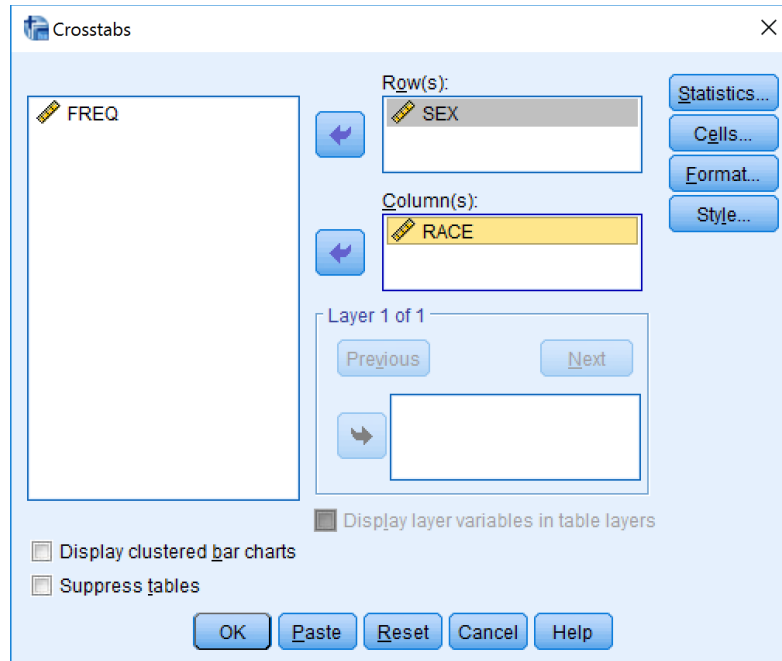 Crosstabs
FREQ
Row(s):
SEX
Column(s):
RACE
Statistics...
Cells...
Format...
Style...
Layer 1 of 1
Previous
Next
Display layer variables in table layers
Display clustered bar charts
Suppress tables
OK Paste Reset Cancel Help